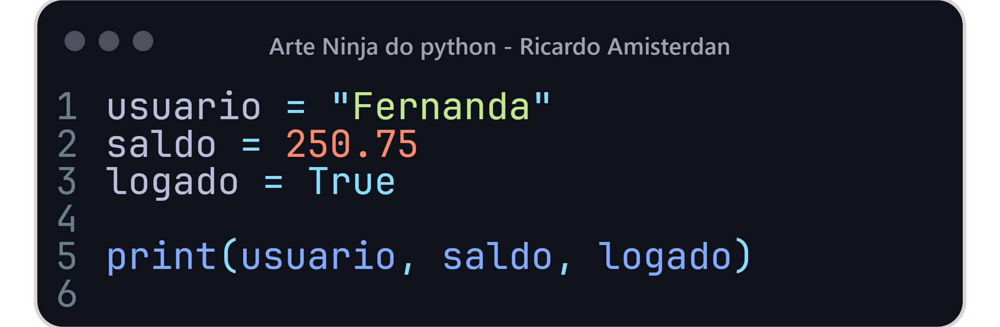 Arte Ninja do python - Ricardo Amisterdan
1 usuario = "Fernanda"
2 saldo = 250.75
3 logado = True
4
5 print(usuario, saldo, logado)
6